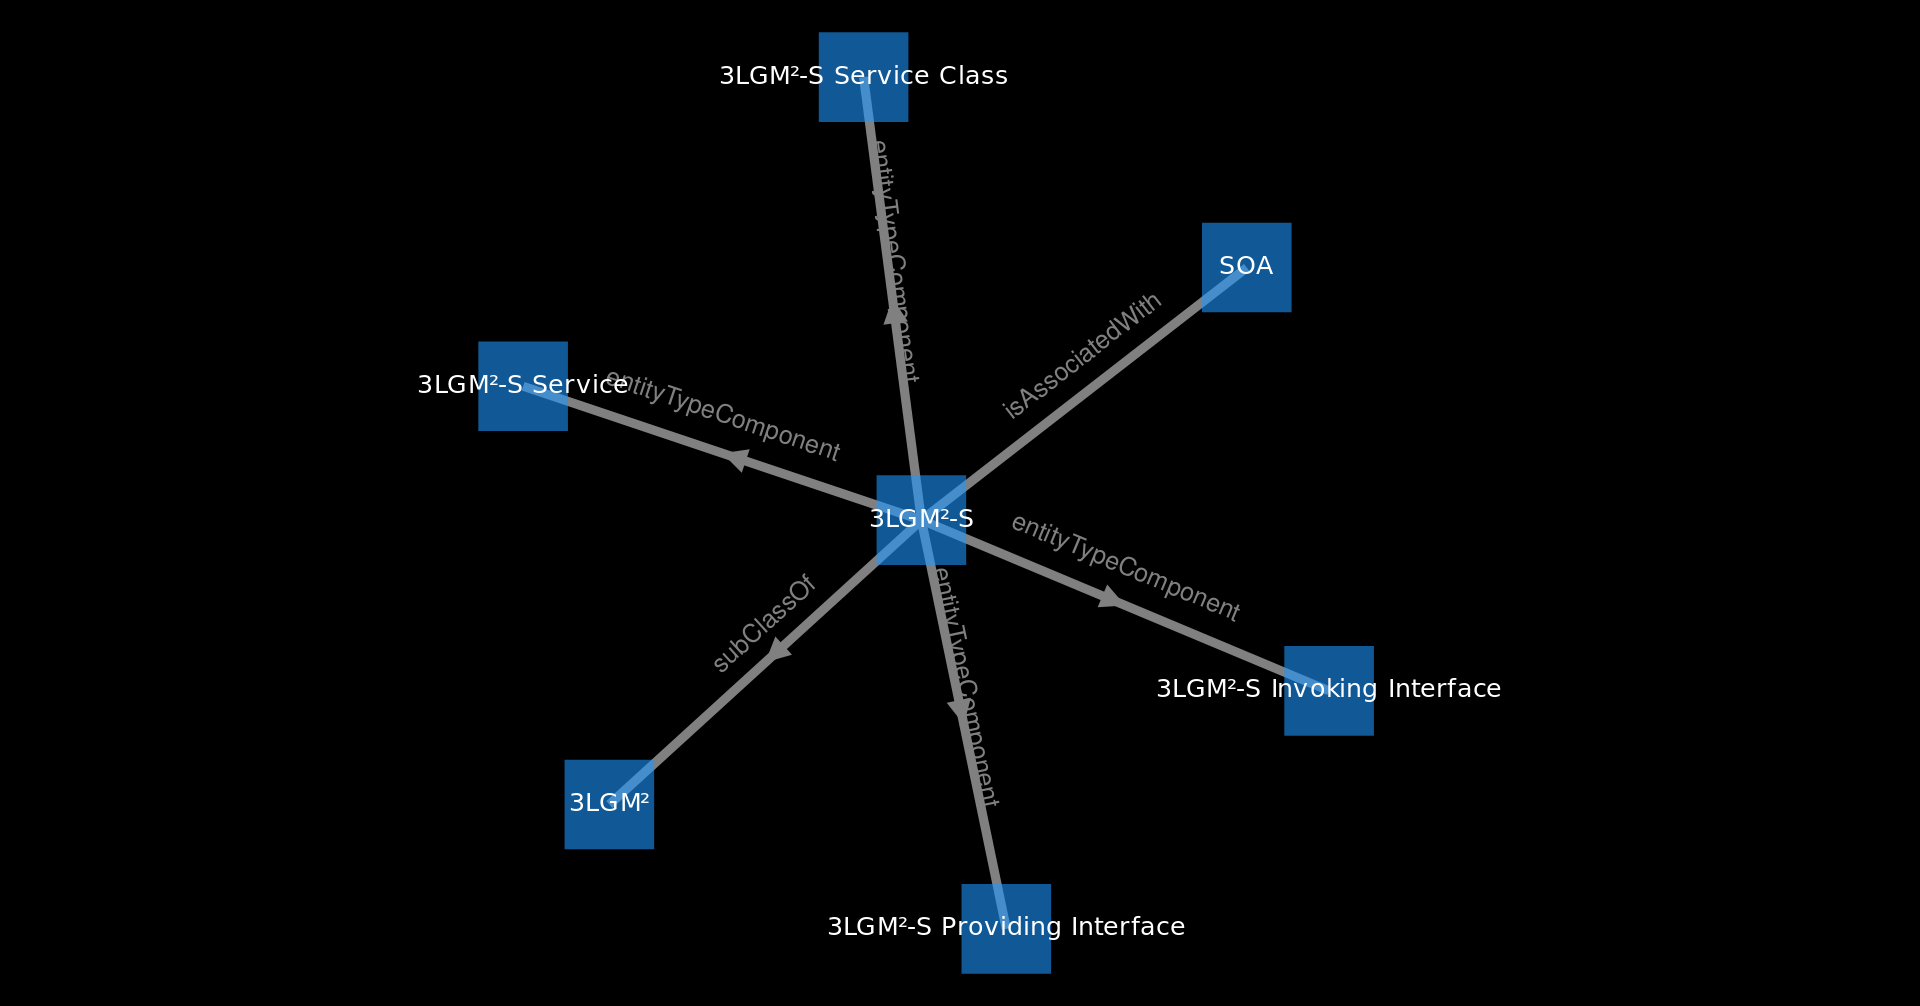 3LGM²-S Service Class
entityTypeComponent
SOA
isAssociatedWith
3LGM²-S Service
entityTypeComponent
3LGM²-S
entityTypeComponent
subClassOf
entityTypeComponent
3LGM²-S Invoking Interface
3LGM²
3LGM²-S Providing Interface